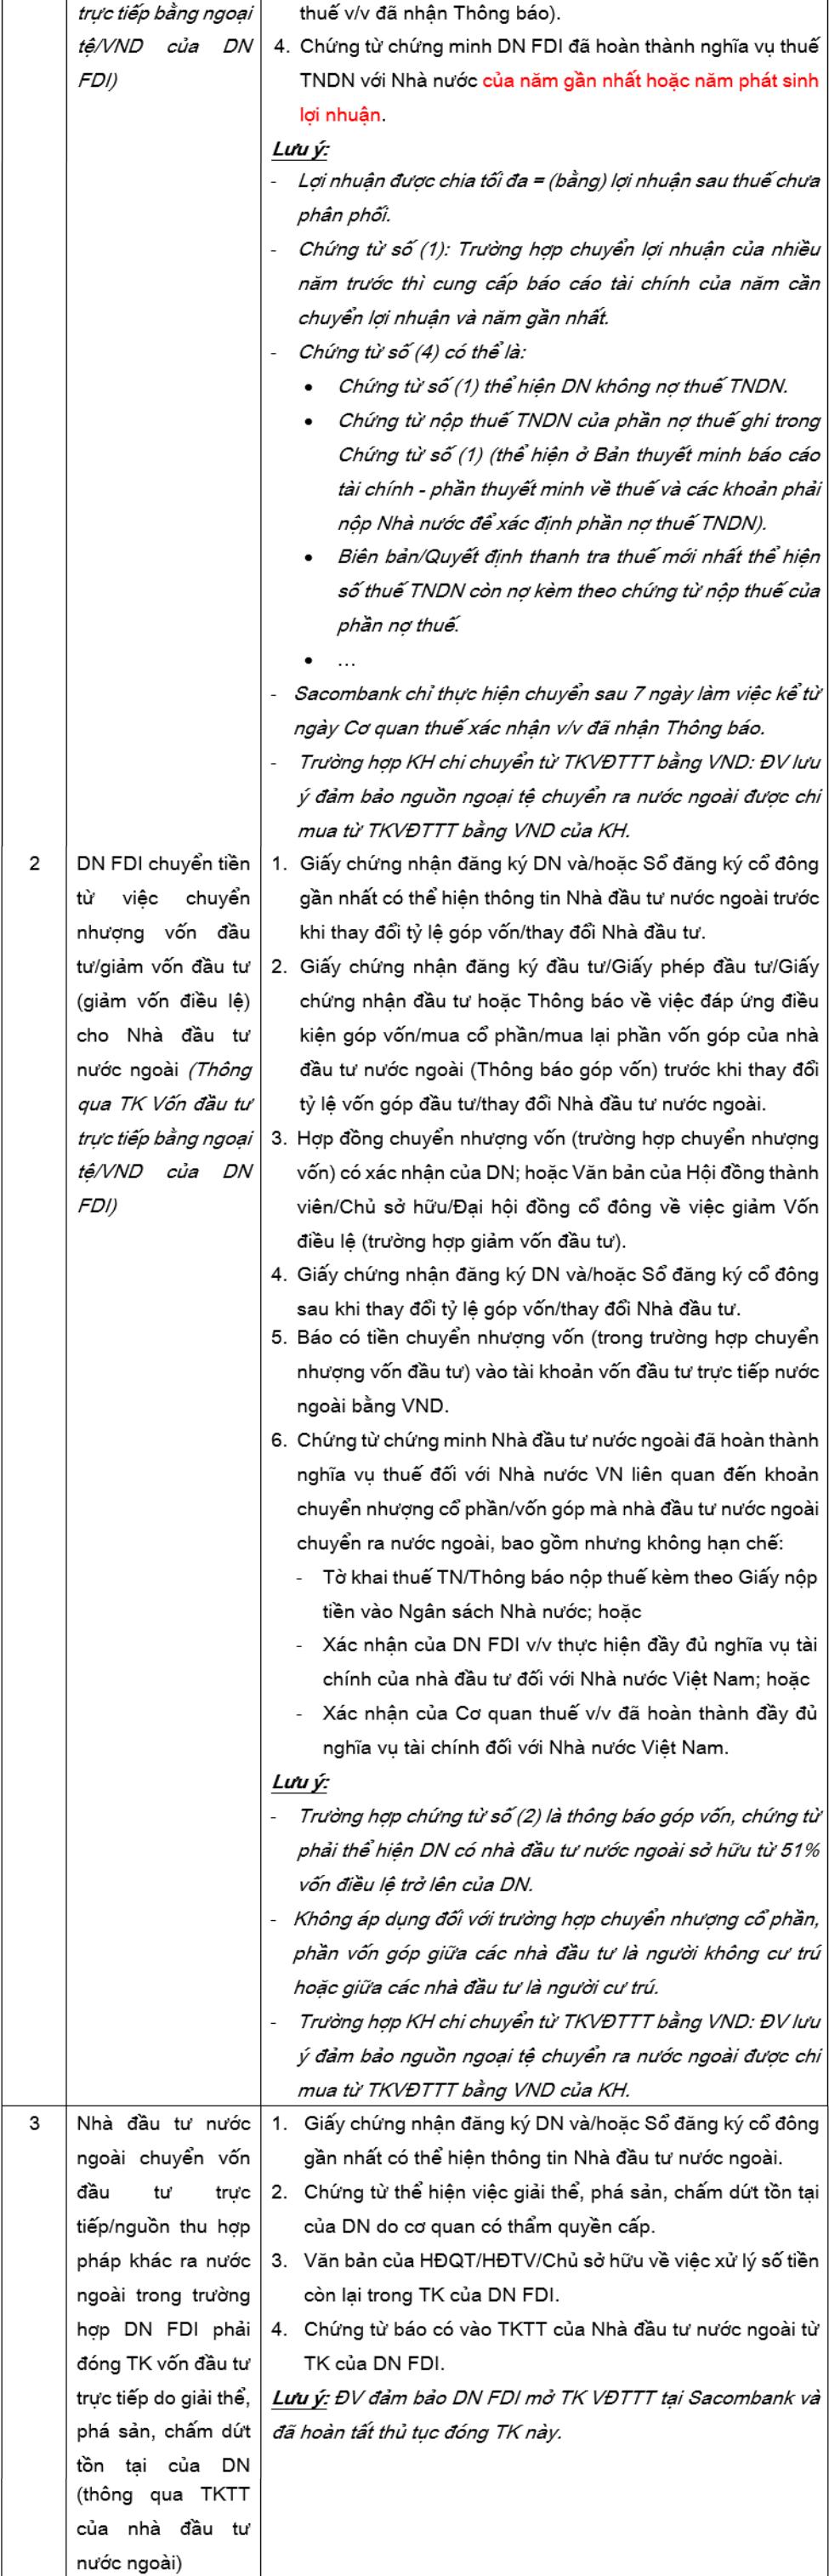 trực tiếp bằng ngoại
tệ/VND của DN
FDI)
thuế v/v đã nhận Thông báo).
4. Chứng từ chứng minh DN FDI đã hoàn thành nghĩa vụ thuế
TNDN với Nhà nước của năm gần nhất hoặc năm phát sinh
lợi nhuận.
Lưu ý:
- Lợi nhuận được chia tối đa = (bằng) lợi nhuận sau thuế chưa
phân phối.
- Chứng từ số (1): Trường hợp chuyển lợi nhuận của nhiều
năm trước thì cung cấp báo cáo tài chính của năm cần
chuyển lợi nhuận và năm gần nhất.
- Chứng từ số (4) có thể là:
• Chứng từ số (1) thể hiện DN không nợ thuế TNDN.
• Chứng từ nộp thuế TNDN của phần nợ thuế ghi trong
Chứng từ số (1) (thể hiện ở Bản thuyết minh báo cáo
tài chính - phần thuyết minh về thuế và các khoản phải
nộp Nhà nước để xác định phần nợ thuế TNDN).
• Biên bản/Quyết định thanh tra thuế mới nhất thể hiện
số thuế TNDN còn nợ kèm theo chứng từ nộp thuế của
phần nợ thuế.
• ...
- Sacombank chỉ thực hiện chuyển sau 7 ngày làm việc kể từ
ngày Cơ quan thuế xác nhận v/v đã nhận Thông báo.
- Trường hợp KH chi chuyển từ TKVĐTTT bằng VND: ĐV lưu
ý đảm bảo nguồn ngoại tệ chuyển ra nước ngoài được chi
mua từ TKVĐTTT bằng VND của KH.
2
DN FDI chuyển tiền
từ việc chuyển
nhượng vốn đầu
tư/giảm vốn đầu tư
(giảm vốn điều lệ)
cho Nhà đầu tư
nước ngoài (Thông
qua TK Vốn đầu tư
trực tiếp bằng ngoại
tệ/VND của DN
FDI)
1. Giấy chứng nhận đăng ký DN và/hoặc Sổ đăng ký cổ đông
gần nhất có thể hiện thông tin Nhà đầu tư nước ngoài trước
khi thay đổi tỷ lệ góp vốn/thay đổi Nhà đầu tư.
2. Giấy chứng nhận đăng ký đầu tư/Giấy phép đầu tư/Giấy
chứng nhận đầu tư hoặc Thông báo về việc đáp ứng điều
kiện góp vốn/mua cổ phần/mua lại phần vốn góp của nhà
đầu tư nước ngoài (Thông báo góp vốn) trước khi thay đổi
tỷ lệ vốn góp đầu tư/thay đổi Nhà đầu tư nước ngoài.
3. Hợp đồng chuyển nhượng vốn (trường hợp chuyển nhượng
vốn) có xác nhận của DN; hoặc Văn bản của Hội đồng thành
viên/Chủ sở hữu/Đại hội đồng cổ đông về việc giảm Vốn
điều lệ (trường hợp giảm vốn đầu tư).
4. Giấy chứng nhận đăng ký DN và/hoặc Sổ đăng ký cổ đông
sau khi thay đổi tỷ lệ góp vốn/thay đổi Nhà đầu tư.
5. Báo có tiền chuyển nhượng vốn (trong trường hợp chuyển
nhượng vốn đầu tư) vào tài khoản vốn đầu tư trực tiếp nước
ngoài bằng VND.
6. Chứng từ chứng minh Nhà đầu tư nước ngoài đã hoàn thành
nghĩa vụ thuế đối với Nhà nước VN liên quan đến khoản
chuyển nhượng cổ phần/vốn góp mà nhà đầu tư nước ngoài
chuyển ra nước ngoài, bao gồm nhưng không hạn chế:
- Tờ khai thuế TN/Thông báo nộp thuế kèm theo Giấy nộp
tiền vào Ngân sách Nhà nước; hoặc
- Xác nhận của DN FDI v/v thực hiện đầy đủ nghĩa vụ tài
chính của nhà đầu tư đối với Nhà nước Việt Nam; hoặc
- Xác nhận của Cơ quan thuế v/v đã hoàn thành đầy đủ
nghĩa vụ tài chính đối với Nhà nước Việt Nam.
Lưu ý:
- Trường hợp chứng từ số (2) là thông báo góp vốn, chứng từ
phải thể hiện DN có nhà đầu tư nước ngoài sở hữu từ 51%
vốn điều lệ trở lên của DN.
- Không áp dụng đối với trường hợp chuyển nhượng cổ phần,
phần vốn góp giữa các nhà đầu tư là người không cư trú
hoặc giữa các nhà đầu tư là người cư trú.
- Trường hợp KH chi chuyển từ TKVĐTTT bằng VND: ĐV lưu
ý đảm bảo nguồn ngoại tệ chuyển ra nước ngoài được chi
mua từ TKVĐTTT bằng VND của KH.
3
Nhà đầu tư nước
ngoài chuyển vốn
đầu tư trực
tiếp/nguồn thu hợp
pháp khác ra nước
ngoài trong trường
hợp DN FDI phải
đóng TK vốn đầu tư
trực tiếp do giải thể,
phá sản, chấm dứt
tồn tại của DN
(thông qua TKTT
của nhà đầu tư
nước ngoài)
1. Giấy chứng nhận đăng ký DN và/hoặc Sổ đăng ký cổ đông
gần nhất có thể hiện thông tin Nhà đầu tư nước ngoài.
2. Chứng từ thể hiện việc giải thể, phá sản, chấm dứt tồn tại
của DN do cơ quan có thẩm quyền cấp.
3. Văn bản của HĐQT/HĐTV/Chủ sở hữu về việc xử lý số tiền
còn lại trong TK của DN FDI.
4. Chứng từ báo có vào TKTT của Nhà đầu tư nước ngoài từ
TK của DN FDI.
Lưu ý: ĐV đảm bảo DN FDI mở TK VĐTTT tại Sacombank và
đã hoàn tất thủ tục đóng TK này.